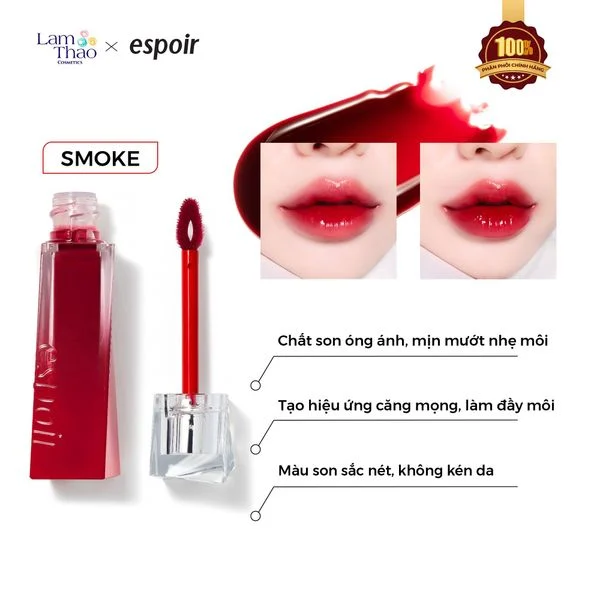 Lam Thảo
COSMETICS
×
espoir
100%
PHÂN PHỐI CHÍNH HÃNG
SMOKE
espoir
Chất son óng ánh, mịn mướt nhẹ môi
Tạo hiệu ứng căng mọng, làm đầy môi
Màu son sắc nét, không kén da